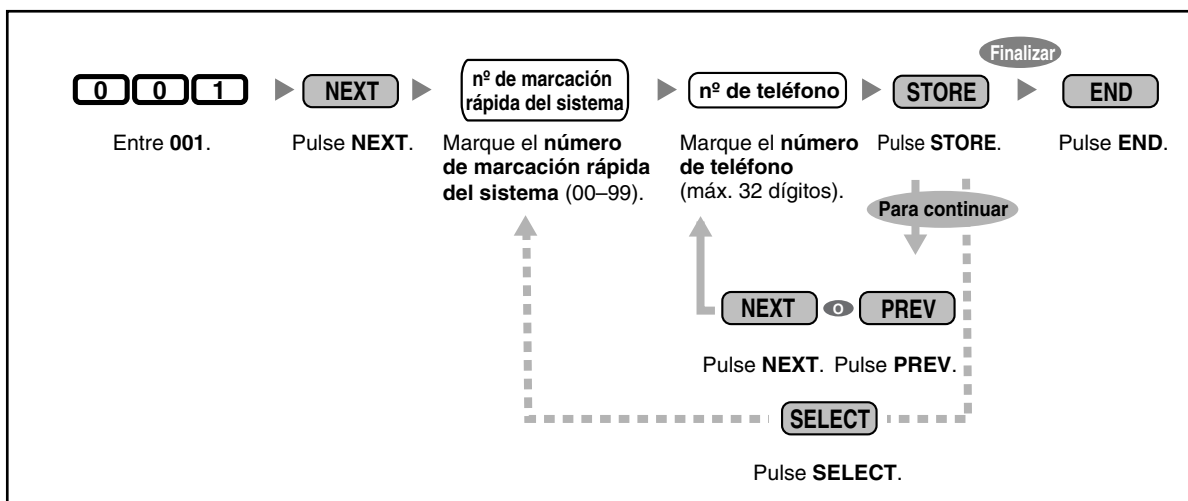 Finalizar
0 0 1
NEXT
nº de marcación
rápida del sistema
nº de teléfono
STORE
END
Entre 001.
Pulse NEXT.
Marque el número
de marcación rápida
del sistema (00–99).
Marque el número
de teléfono
(máx. 32 dígitos).
Pulse STORE.
Pulse END.
Para continuar
NEXT o PREV
Pulse NEXT. Pulse PREV.
SELECT
Pulse SELECT.